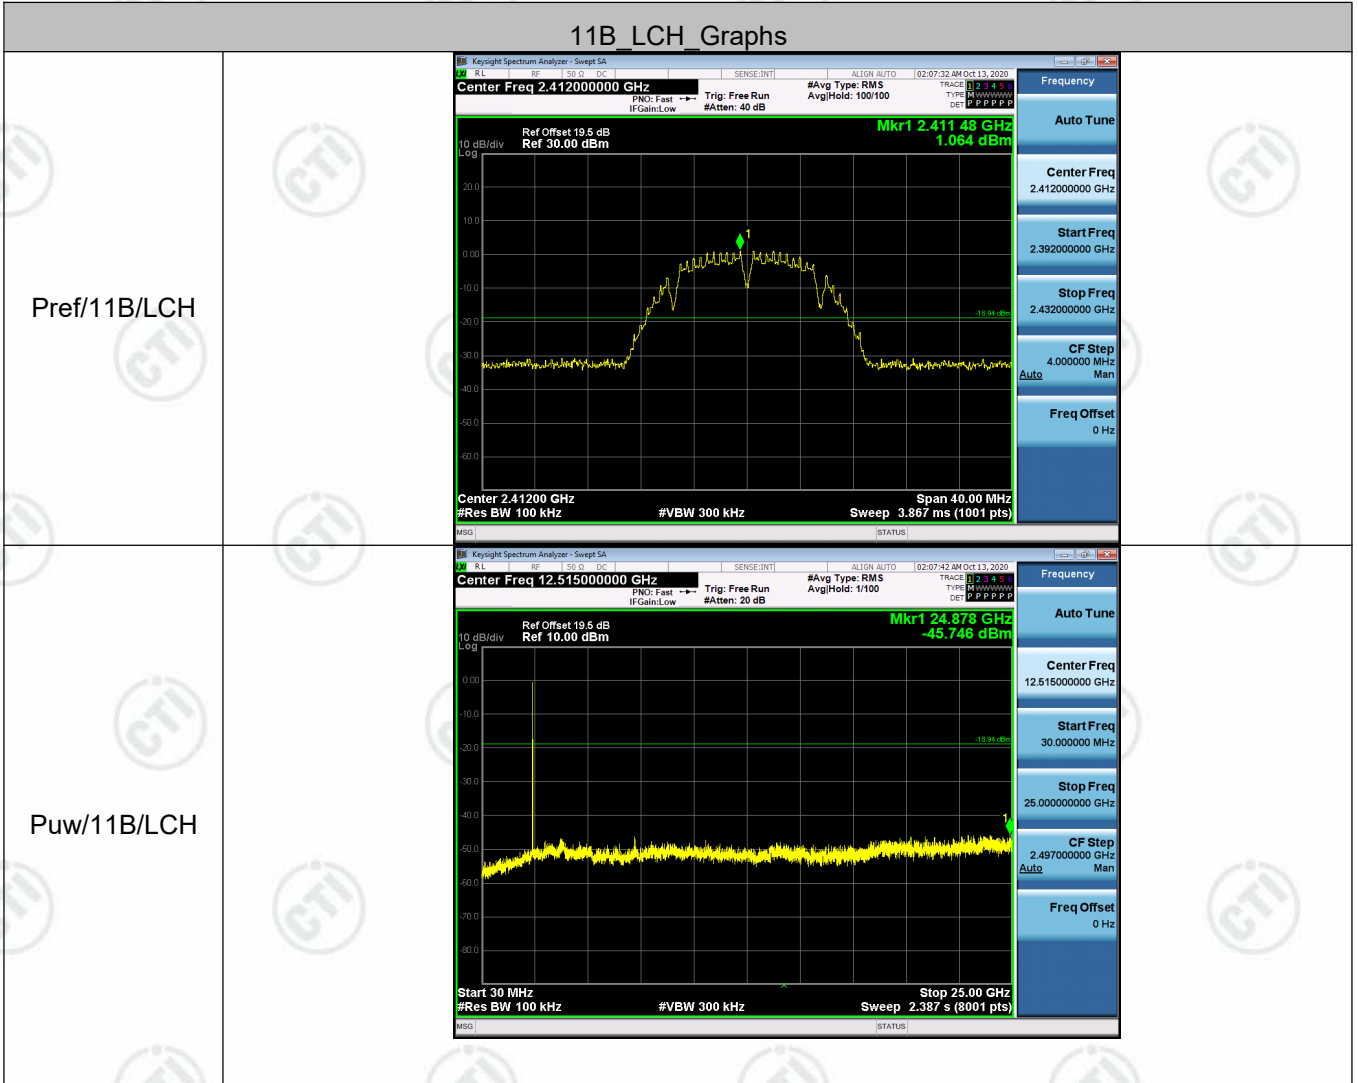 11B_LCH_Graphs
Pref/11B/LCH
Keysight Spectrum Analyzer - Swept SA
RL RF 50 Ω DC SENSE:INT ALIGN AUTO 02:07:32 AM Oct 13, 2020
Center Freq 2.412000000 GHz
PNO: Fast
IFGain:Low
Trig: Free Run
#Atten: 40 dB
#Avg Type: RMS
Avg|Hold: 100/100
TRACE 1 2 3 4 5 6
TYPE M WWWWW
DET P P P P P P
Ref Offset 19.5 dB
10 dB/div Ref 30.00 dBm
Log
Mkr1 2.411 48 GHz
1.064 dBm
20.0
10.0
0.00
-10.0
-20.0
-30.0
-40.0
-50.0
-60.0
1
-18.94 dBm
Center 2.41200 GHz
Span 40.00 MHz
#Res BW 100 kHz
#VBW 300 kHz
Sweep 3.867 ms (1001 pts)
MSG
STATUS
Frequency
Auto Tune
Center Freq
2.412000000 GHz
Start Freq
2.392000000 GHz
Stop Freq
2.432000000 GHz
CF Step
4.000000 MHz
Auto Man
Freq Offset
0 Hz
Puw/11B/LCH
Keysight Spectrum Analyzer - Swept SA
RL RF 50 Ω DC SENSE:INT ALIGN AUTO 02:07:42 AM Oct 13, 2020
Center Freq 12.515000000 GHz
PNO: Fast
IFGain:Low
Trig: Free Run
#Atten: 20 dB
#Avg Type: RMS
Avg|Hold: 1/100
TRACE 1 2 3 4 5 6
TYPE M WWWWW
DET P P P P P P
Ref Offset 19.5 dB
10 dB/div Ref 10.00 dBm
Log
Mkr1 24.878 GHz
-45.746 dBm
0.00
-10.0
-20.0
-30.0
-40.0
-50.0
-60.0
-70.0
-80.0
-18.94 dBm
1
Start 30 MHz
Stop 25.00 GHz
#Res BW 100 kHz
#VBW 300 kHz
Sweep 2.387 s (8001 pts)
MSG
STATUS
Frequency
Auto Tune
Center Freq
12.515000000 GHz
Start Freq
30.000000 MHz
Stop Freq
25.000000000 GHz
CF Step
2.497000000 GHz
Auto Man
Freq Offset
0 Hz
CTI